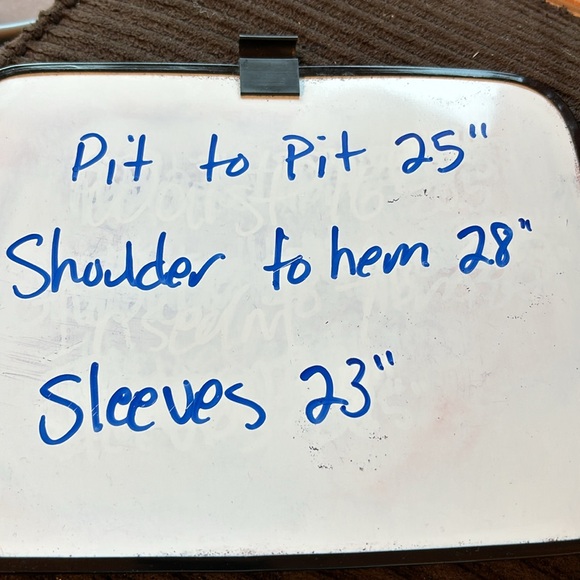 Pit to Pit 25"
Shoulder to hem 28"
Sleeves 23"